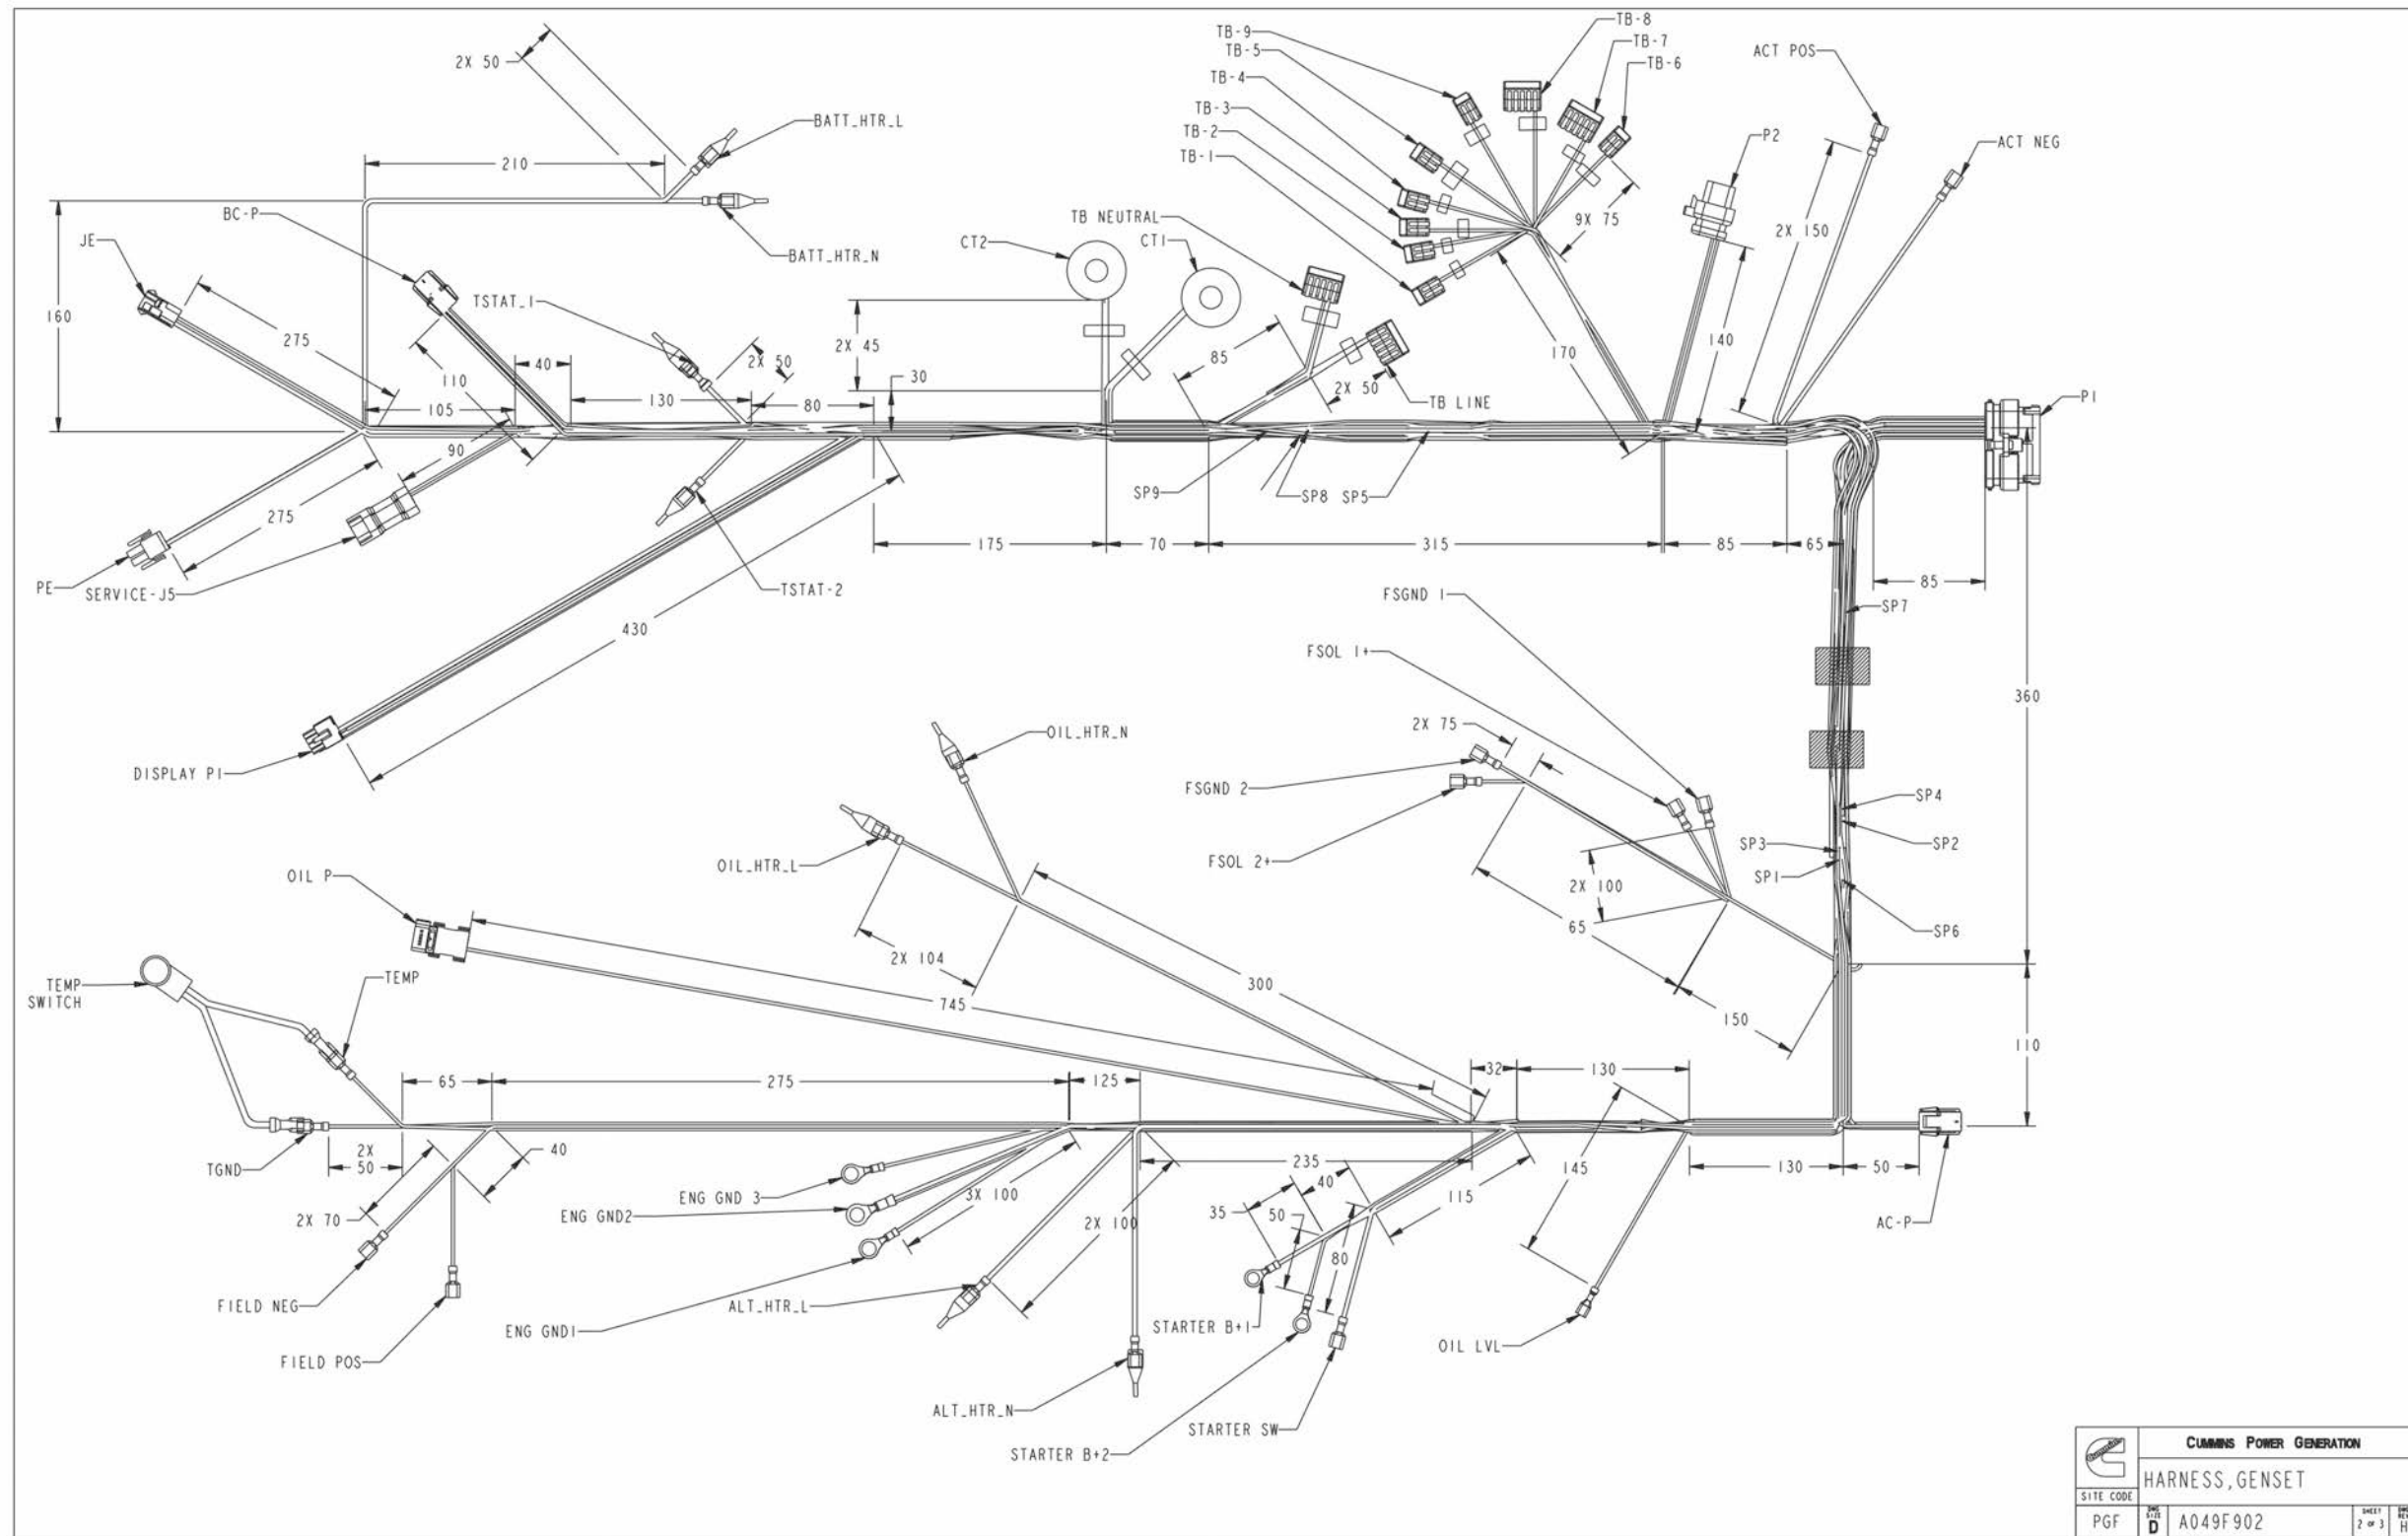 2X 50
BATT_HTR_L
210
BC-P
BATT_HTR_N
JE
160
275
TSTAT_1
110
40
105
130
2X 50
80
90
275
PE
SERVICE-J5
TSTAT-2
430
DISPLAY P1
CT2
CT1
2X 45
30
TB NEUTRAL
85
2X 50
TB LINE
TB-9
TB-5
TB-4
TB-3
TB-2
TB-1
TB-8
TB-7
TB-6
9X 75
170
P2
140
ACT POS
2X 150
ACT NEG
P1
SP9
SP8
SP5
175
70
315
85
65
85
SP7
360
FSGND 1
FSOL 1+
2X 75
FSGND 2
FSOL 2+
2X 100
65
150
SP4
SP2
SP3
SP1
SP6
110
OIL_HTR_N
OIL_HTR_L
2X 104
300
OIL P
745
TEMP
SWITCH
TEMP
65
275
125
32
130
TGND
2X
50
40
2X 70
FIELD NEG
FIELD POS
ENG GND 3
ENG GND2
ENG GND1
3X 100
235
2X 100
ALT_HTR_L
ALT_HTR_N
35
40
50
80
115
STARTER B+1
STARTER B+2
STARTER SW
145
OIL LVL
130
50
AC-P
CUMMINS POWER GENERATION
HARNESS,GENSET
SITE CODE
PGF
DWG SIZE
D
A049F902
SHEET
2 OF 3